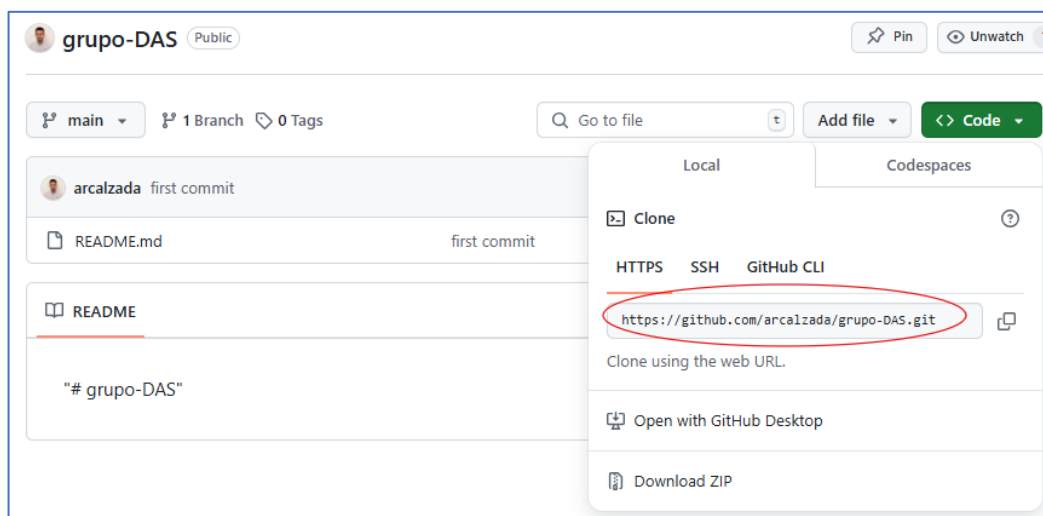 grupo-DAS Public
Pin
Unwatch
main
1 Branch
0 Tags
Go to file
t
Add file
<> Code
Local
Codespaces
arcalzada first commit
Clone
README.md
first commit
HTTPS
SSH
GitHub CLI
README
https://github.com/arcalzada/grupo-DAS.git
Clone using the web URL.
"# grupo-DAS"
Open with GitHub Desktop
Download ZIP